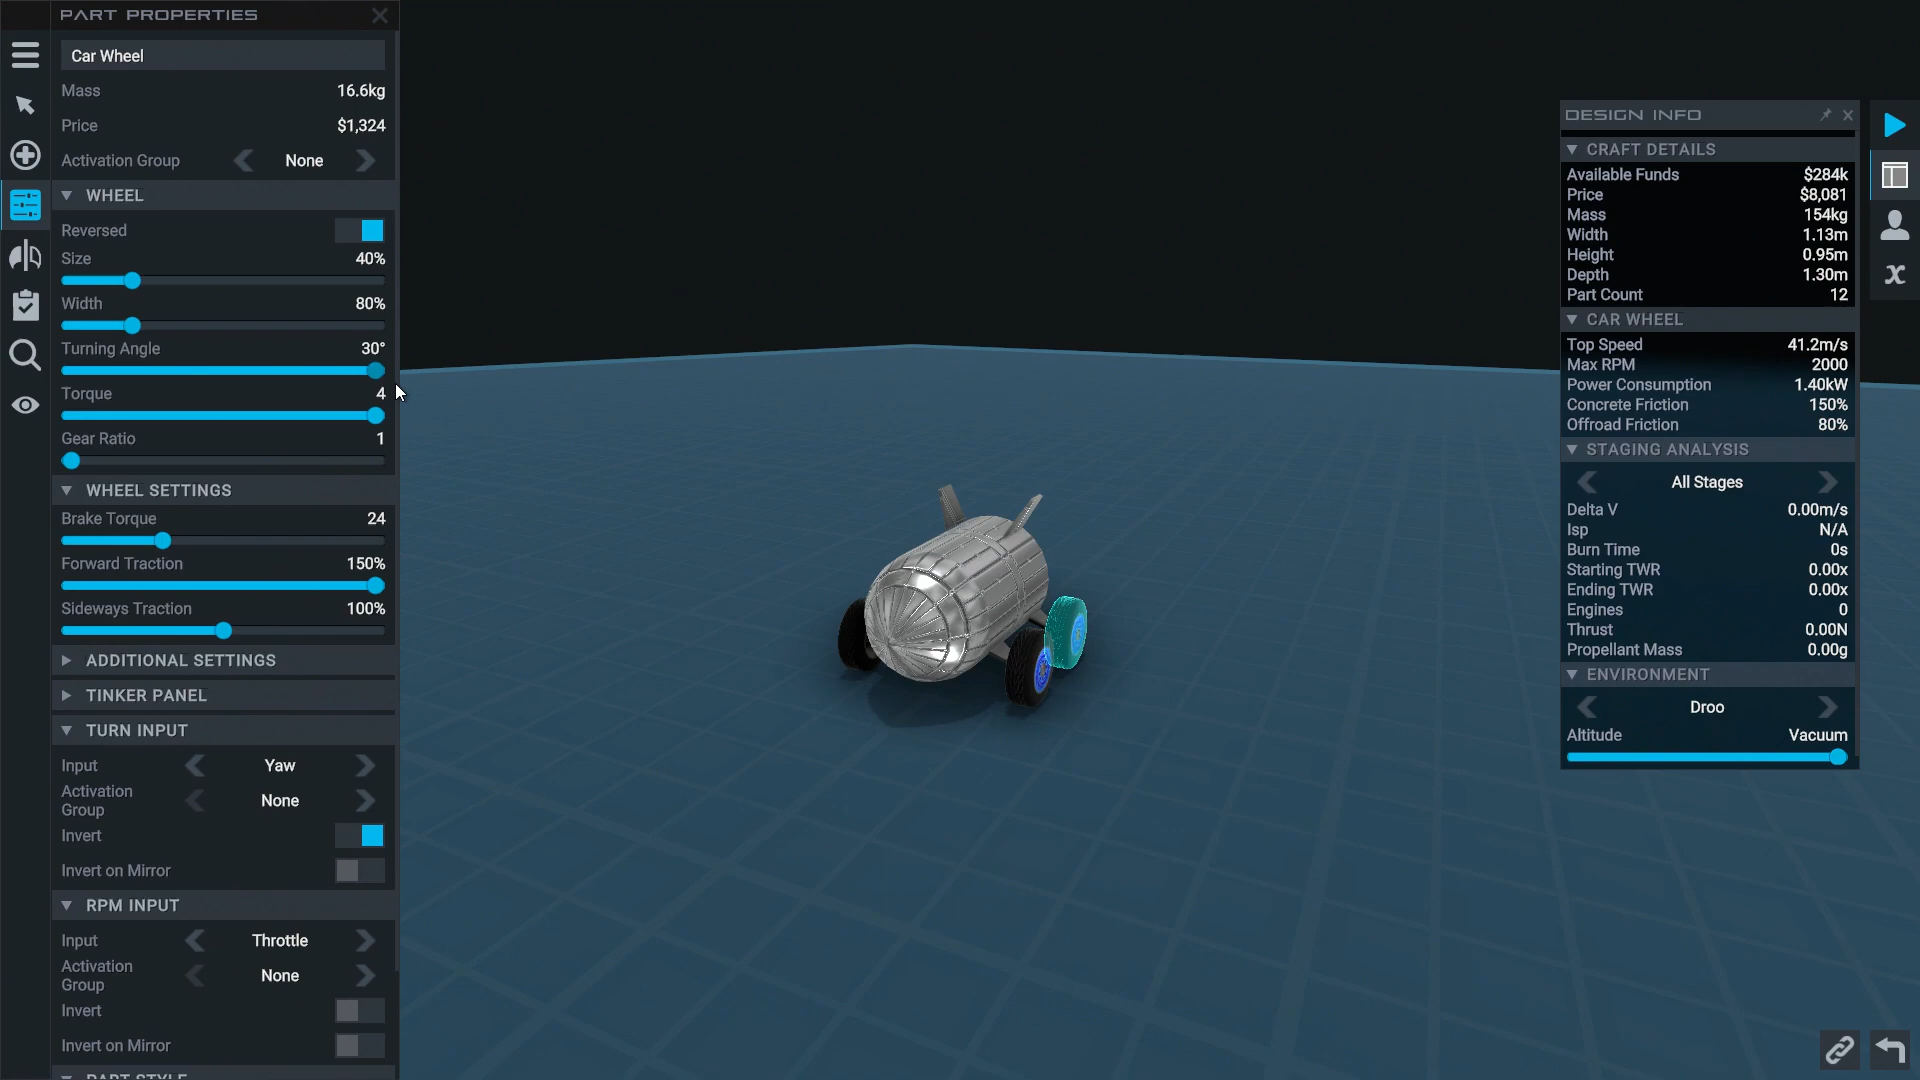 PART PROPERTIES
Car Wheel
Mass 16.6kg
Price $1,324
Activation Group None
WHEEL
Reversed
Size 40%
Width 80%
Turning Angle 30°
Torque 4
Gear Ratio 1
WHEEL SETTINGS
Brake Torque 24
Forward Traction 150%
Sideways Traction 100%
ADDITIONAL SETTINGS
TINKER PANEL
TURN INPUT
Input Yaw
Activation
Group None
Invert
Invert on Mirror
RPM INPUT
Input Throttle
Activation
Group None
Invert
Invert on Mirror
PART STYLE
DESIGN INFO
CRAFT DETAILS
Available Funds $284k
Price $8,081
Mass 154kg
Width 1.13m
Height 0.95m
Depth 1.30m
Part Count 12
CAR WHEEL
Top Speed 41.2m/s
Max RPM 2000
Power Consumption 1.40kW
Concrete Friction 150%
Offroad Friction 80%
STAGING ANALYSIS
All Stages
Delta V 0.00m/s
Isp N/A
Burn Time 0s
Starting TWR 0.00x
Ending TWR 0.00x
Engines 0
Thrust 0.00N
Propellant Mass 0.00g
ENVIRONMENT
Droo
Altitude Vacuum